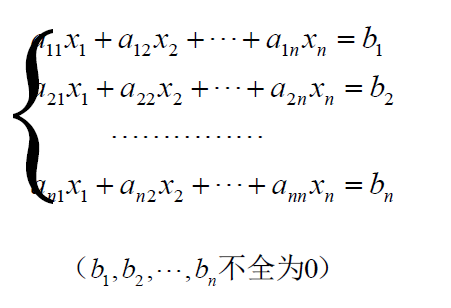 a₁₁x₁ + a₁₂x₂ + ⋯ + a₁ₙxₙ = b₁
a₂₁x₁ + a₂₂x₂ + ⋯ + a₂ₙxₙ = b₂
……………
aₙ₁x₁ + aₙ₂x₂ + ⋯ + aₙₙxₙ = bₙ
（b₁,b₂,⋯,bₙ不全为0）